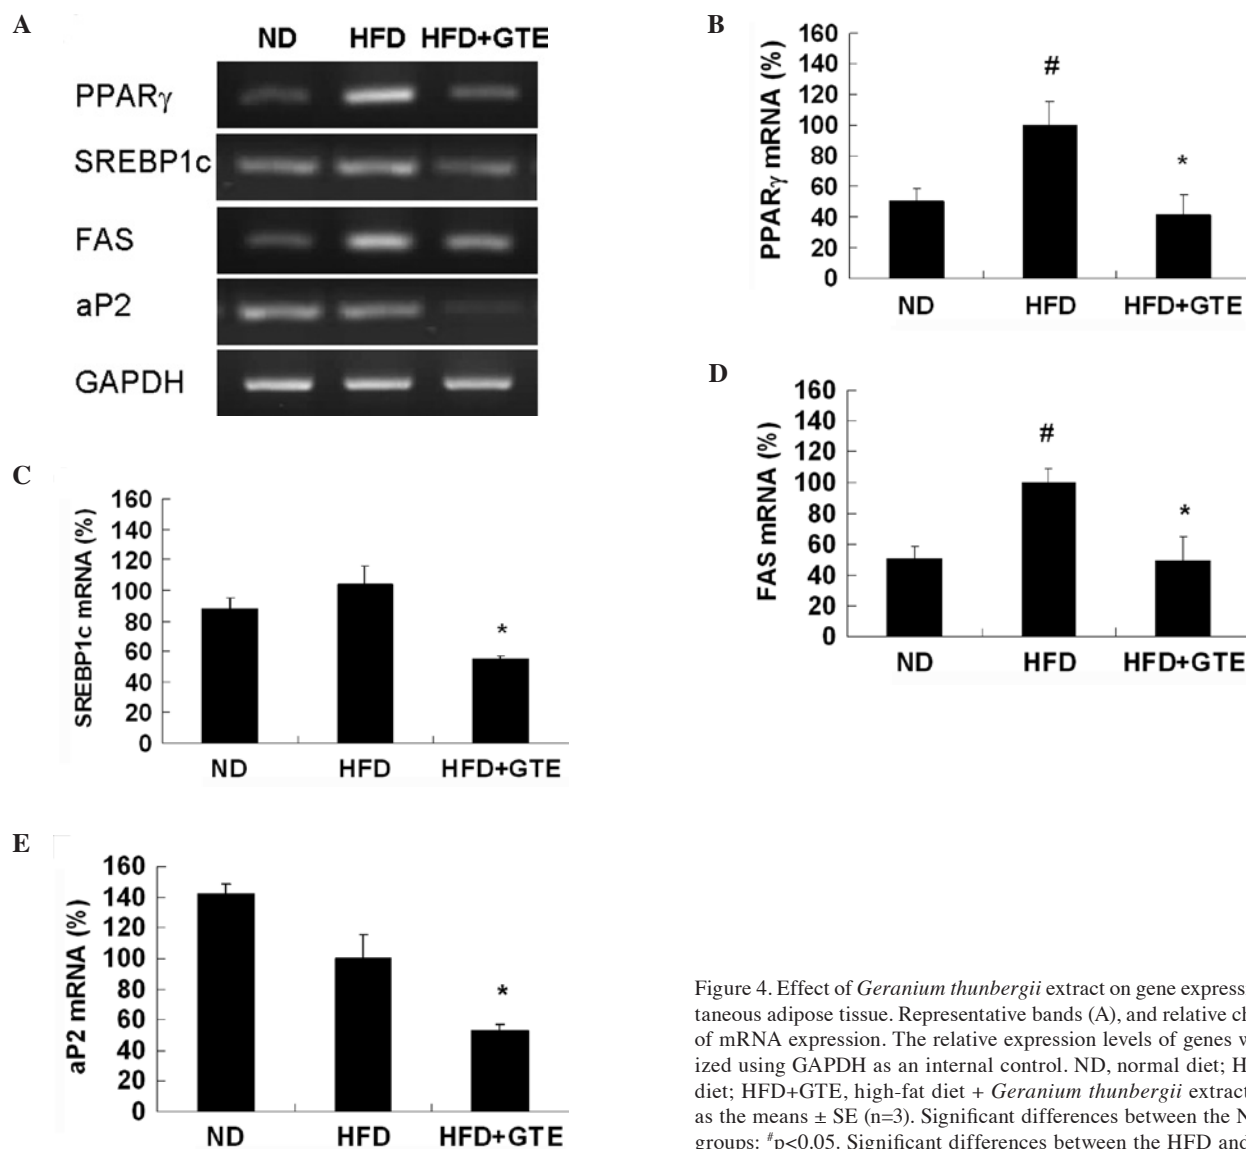 A
ND HFD HFD+GTE
PPARγ
SREBP1c
FAS
aP2
GAPDH
B
PPARγ mRNA (%)
160
140
120
100
80
60
40
20
0
#
*
ND HFD HFD+GTE
C
SREBP1c mRNA (%)
160
140
120
100
80
60
40
20
0
*
ND HFD HFD+GTE
D
FAS mRNA (%)
160
140
120
100
80
60
40
20
0
#
*
ND HFD HFD+GTE
E
aP2 mRNA (%)
160
140
120
100
80
60
40
20
0
*
ND HFD HFD+GTE
Figure 4. Effect of Geranium thunbergii extract on gene express
taneous adipose tissue. Representative bands (A), and relative ch
of mRNA expression. The relative expression levels of genes w
ized using GAPDH as an internal control. ND, normal diet; H
diet; HFD+GTE, high-fat diet + Geranium thunbergii extract
as the means ± SE (n=3). Significant differences between the N
groups: #p<0.05. Significant differences between the HFD and